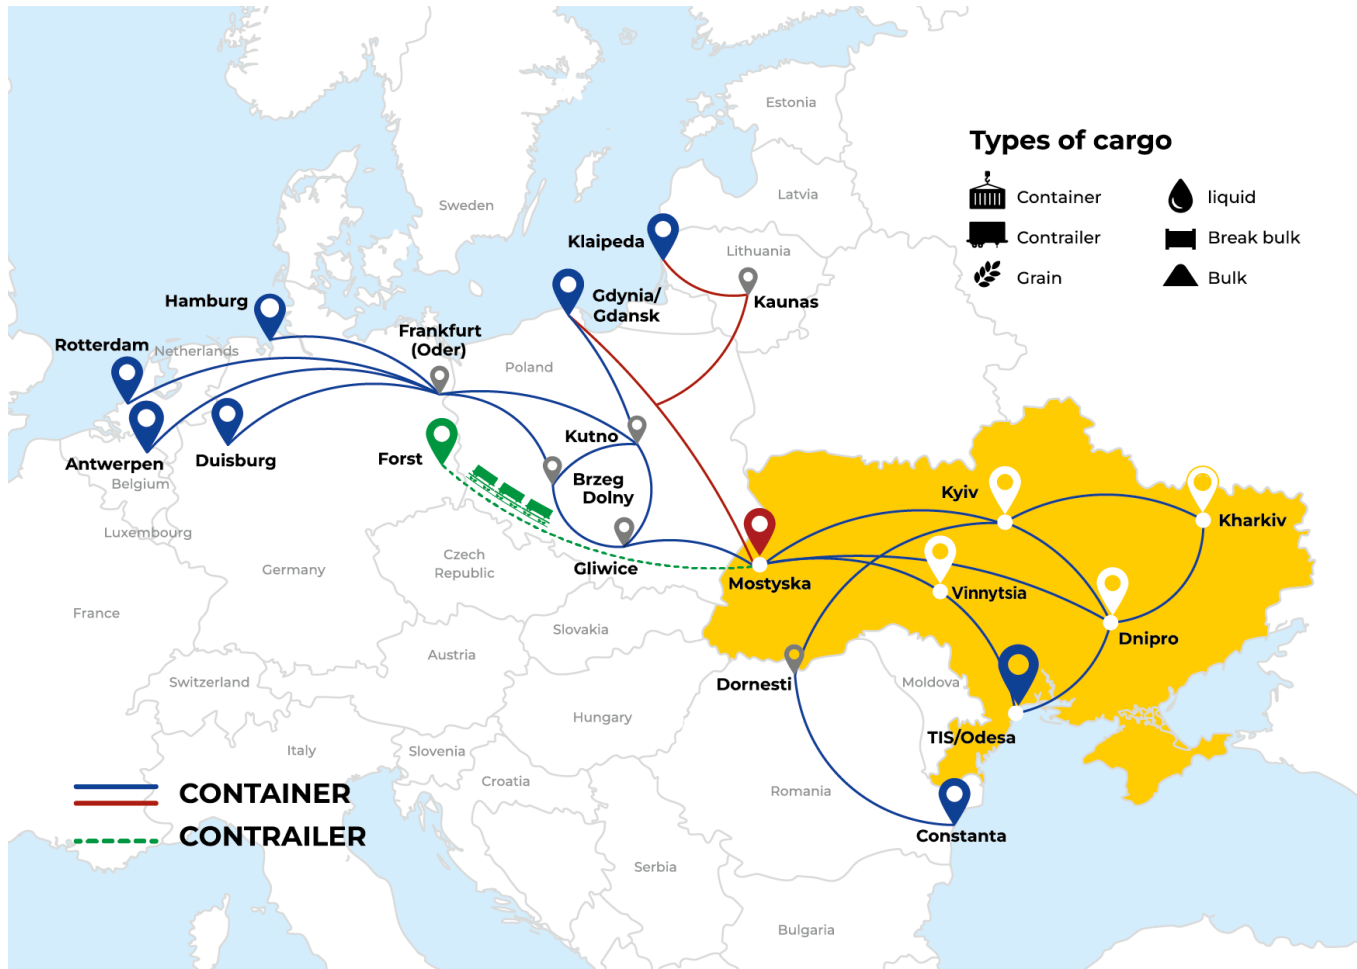 Estonia
Types of cargo
Container
liquid
Contrailer
Break bulk
Grain
Bulk
Latvia
Sweden
Klaipeda
Lithuania
Kaunas
Gdynia/
Gdansk
Hamburg
Frankfurt
(Oder)
Rotterdam
Netherlands
Poland
Kutno
Forst
Antwerpen
Duisburg
Belgium
Brzeg
Dolny
Kyiv
Kharkiv
Luxembourg
Germany
Czech
Republic
Gliwice
Mostyska
Vinnytsia
France
Slovakia
Dnipro
Austria
Switzerland
Dornesti
Moldova
Hungary
TIS/Odesa
Italy
Slovenia
Croatia
Romania
CONTAINER
CONTRAILER
Constanta
Serbia
Bulgaria